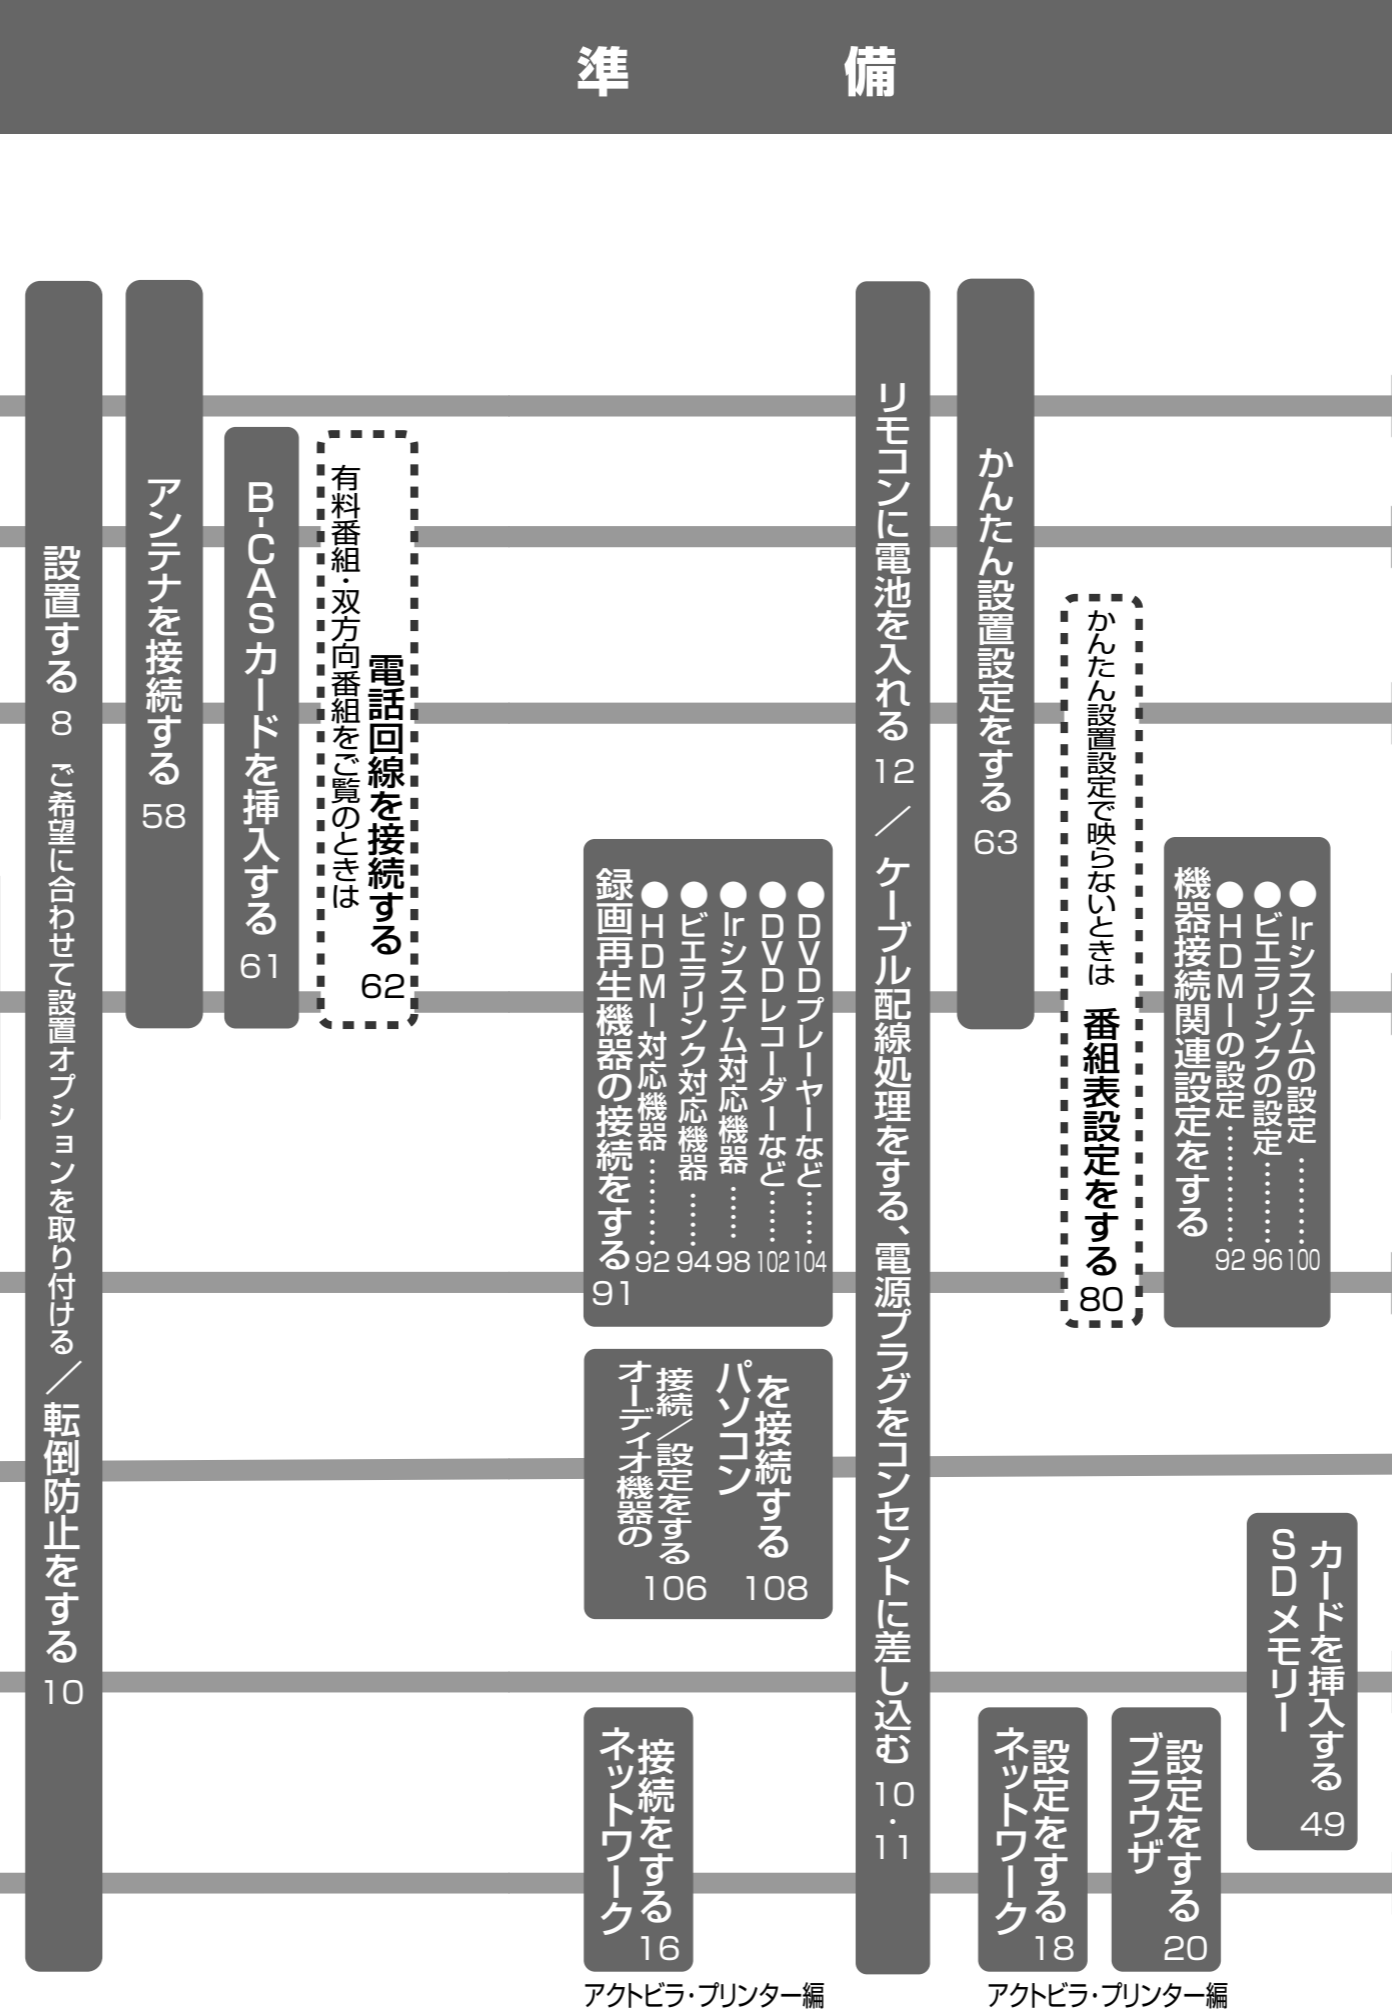 準備
設置する 8 ご希望に合わせて設置オプションを取り付ける／転倒防止をする 10
アンテナを接続する 58
B-CASカードを挿入する 61
有料番組・双方向番組をご覧のときは
電話回線を接続する 62
録画再生機器の接続をする 91
●HDMI対応機器…………92
●ビエラリンク対応機器……94
●Irシステム対応機器……98
●DVDレコーダーなど……102
●DVDプレーヤーなど……104
オーディオ機器の
接続／設定をする 106
パソコン
を接続する 108
ネットワーク
接続をする 16
アクトビラ・プリンター編
リモコンに電池を入れる 12 ／ ケーブル配線処理をする、電源プラグをコンセントに差し込む 10・11
かんたん設置設定をする 63
かんたん設置設定で映らないときは 番組表設定をする 80
機器接続関連設定をする
●HDMIの設定……………92
●ビエラリンクの設定………96
●Irシステムの設定………100
ネットワーク
設定をする 18
ブラウザ
設定をする 20
アクトビラ・プリンター編
SDメモリー
カードを挿入する 49